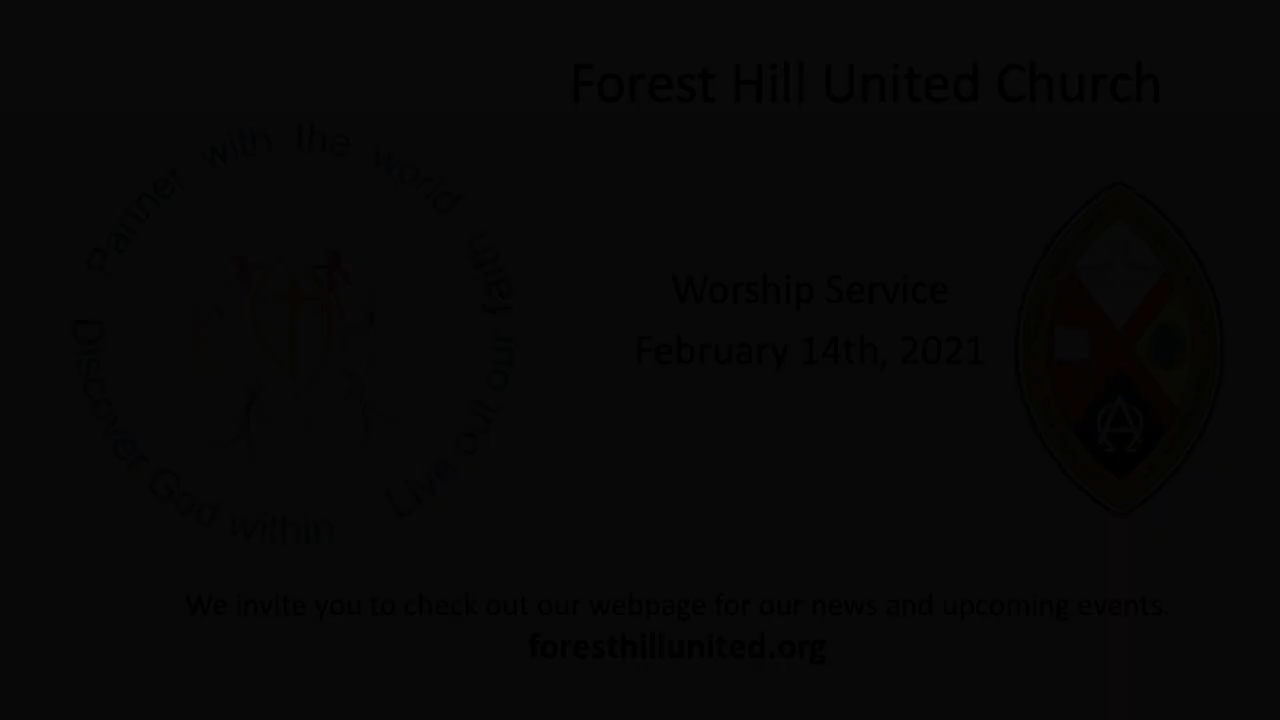 Forest Hill United Church
Partner with the world
Live out our faith
Discover God within
Worship Service
February 14th, 2021
We invite you to check out our webpage for our news and upcoming events.
foresthillunited.org